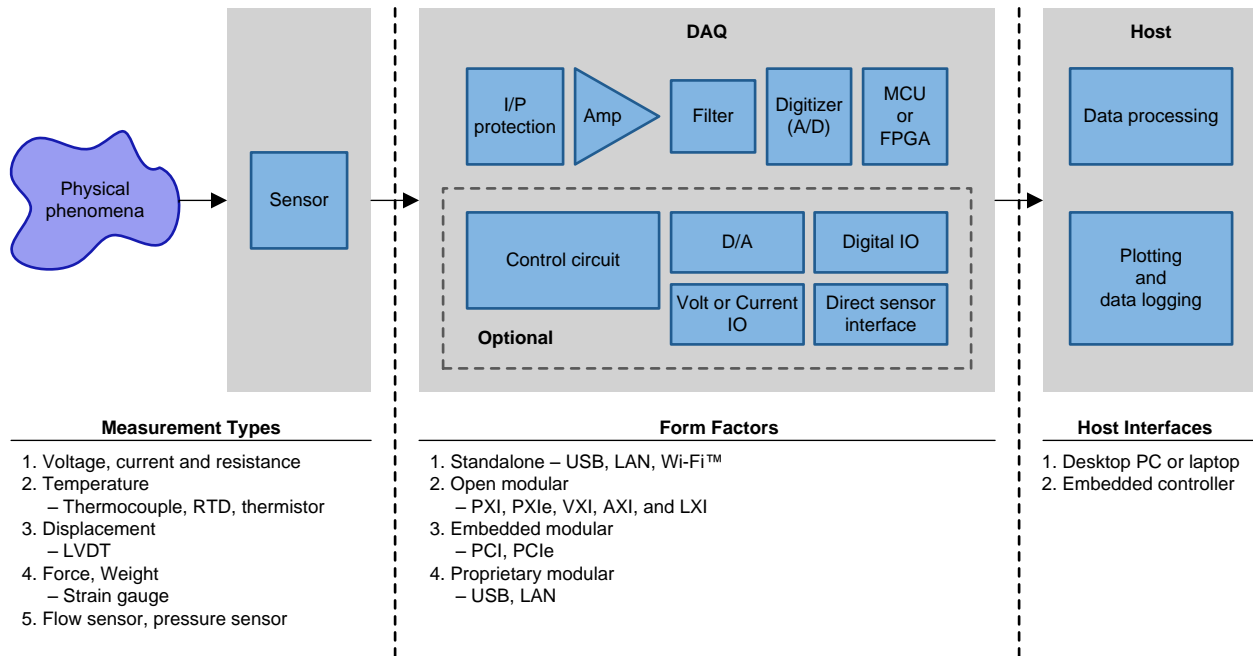 DAQ
Host
Physical
phenomena
Sensor
I/P
protection
Amp
Filter
Digitizer
(A/D)
MCU
or
FPGA
Control circuit
D/A
Digital IO
Volt or Current
IO
Direct sensor
interface
Optional
Data processing
Plotting
and
data logging
Measurement Types
1. Voltage, current and resistance
2. Temperature
– Thermocouple, RTD, thermistor
3. Displacement
– LVDT
4. Force, Weight
– Strain gauge
5. Flow sensor, pressure sensor
Form Factors
1. Standalone – USB, LAN, Wi-Fi™
2. Open modular
– PXI, PXIe, VXI, AXI, and LXI
3. Embedded modular
– PCI, PCIe
4. Proprietary modular
– USB, LAN
Host Interfaces
1. Desktop PC or laptop
2. Embedded controller